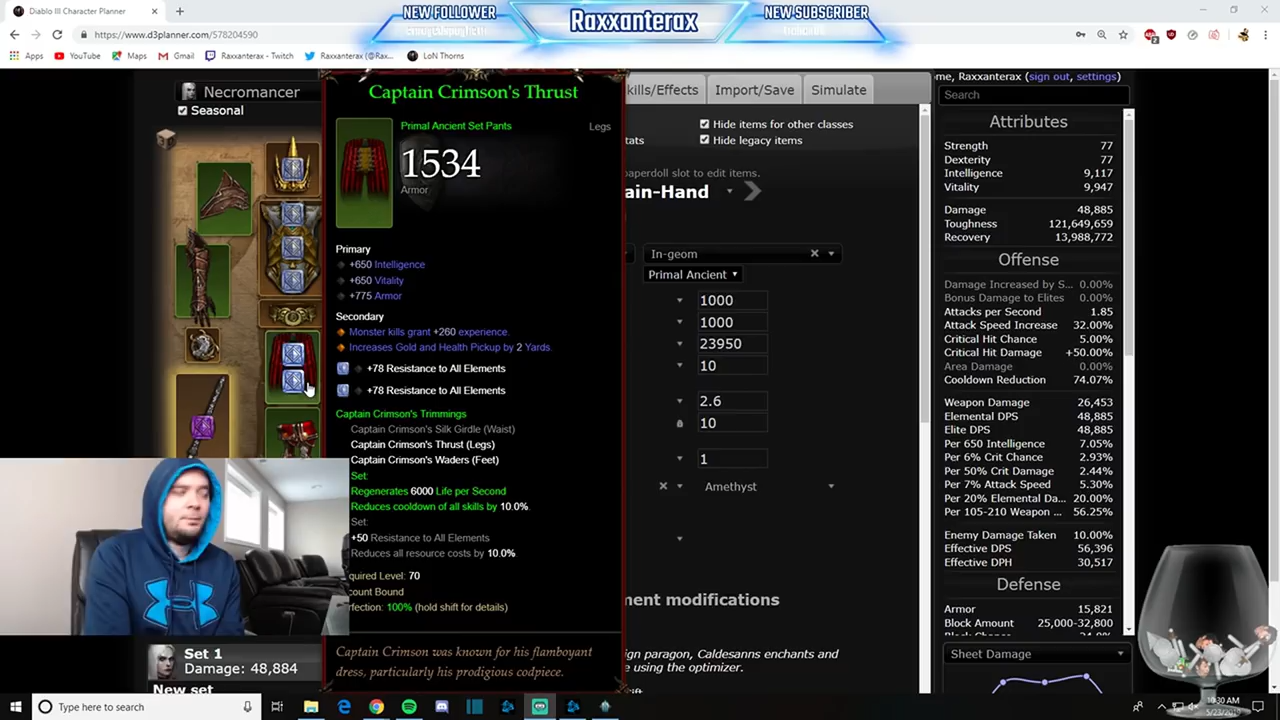 Diablo III Character Planner
https://www.d3planner.com/578204590
Apps
YouTube
Maps
Gmail
Raxxanterax - Twitch
Raxxanterax (@Rax...
LoN Thorns
NEW FOLLOWER
Raxxanterax
NEW SUBSCRIBER
Necromancer
Seasonal
Captain Crimson's Thrust
Primal Ancient Set Pants
Legs
1534
Armor
Primary
+650 Intelligence
+650 Vitality
+775 Armor
Secondary
Monster kills grant +260 experience.
Increases Gold and Health Pickup by 2 Yards.
+78 Resistance to All Elements
+78 Resistance to All Elements
Captain Crimson's Trimmings
Captain Crimson's Silk Girdle (Waist)
Captain Crimson's Thrust (Legs)
Captain Crimson's Waders (Feet)
Set:
Regenerates 6000 Life per Second
Reduces cooldown of all skills by 10.0%.
Set:
+50 Resistance to All Elements
Reduces all resource costs by 10.0%.
quired Level: 70
count Bound
rfection: 100% (hold shift for details)
Captain Crimson was known for his flamboyant
dress, particularly his prodigious codpiece.
kills/Effects
Import/Save
Simulate
tats
Hide items for other classes
Hide legacy items
paperdoll slot to edit items.
ain-Hand
In-geom
Primal Ancient
1000
1000
23950
10
2.6
10
1
Amethyst
ment modifications
ign paragon, Caldesanns enchants and
e using the optimizer.
me, Raxxanterax (sign out, settings)
Search
Attributes
Strength 77
Dexterity 77
Intelligence 9,117
Vitality 9,947
Damage 48,885
Toughness 121,649,659
Recovery 13,988,772
Offense
Damage Increased by S... 0.00%
Bonus Damage to Elites 0.00%
Attacks per Second 1.85
Attack Speed Increase 32.00%
Critical Hit Chance 5.00%
Critical Hit Damage +50.00%
Area Damage 0.00%
Cooldown Reduction 74.07%
Weapon Damage 26,453
Elemental DPS 48,885
Elite DPS 48,885
Per 650 Intelligence 7.05%
Per 6% Crit Chance 2.93%
Per 50% Crit Damage 2.44%
Per 7% Attack Speed 5.30%
Per 20% Elemental Da... 20.00%
Per 105-210 Weapon ... 56.25%
Enemy Damage Taken 10.00%
Effective DPS 56,396
Effective DPH 30,517
Defense
Armor 15,821
Block Amount 25,000-32,800
Sheet Damage
Set 1
Damage: 48,884
New set
Type here to search
10:30 AM